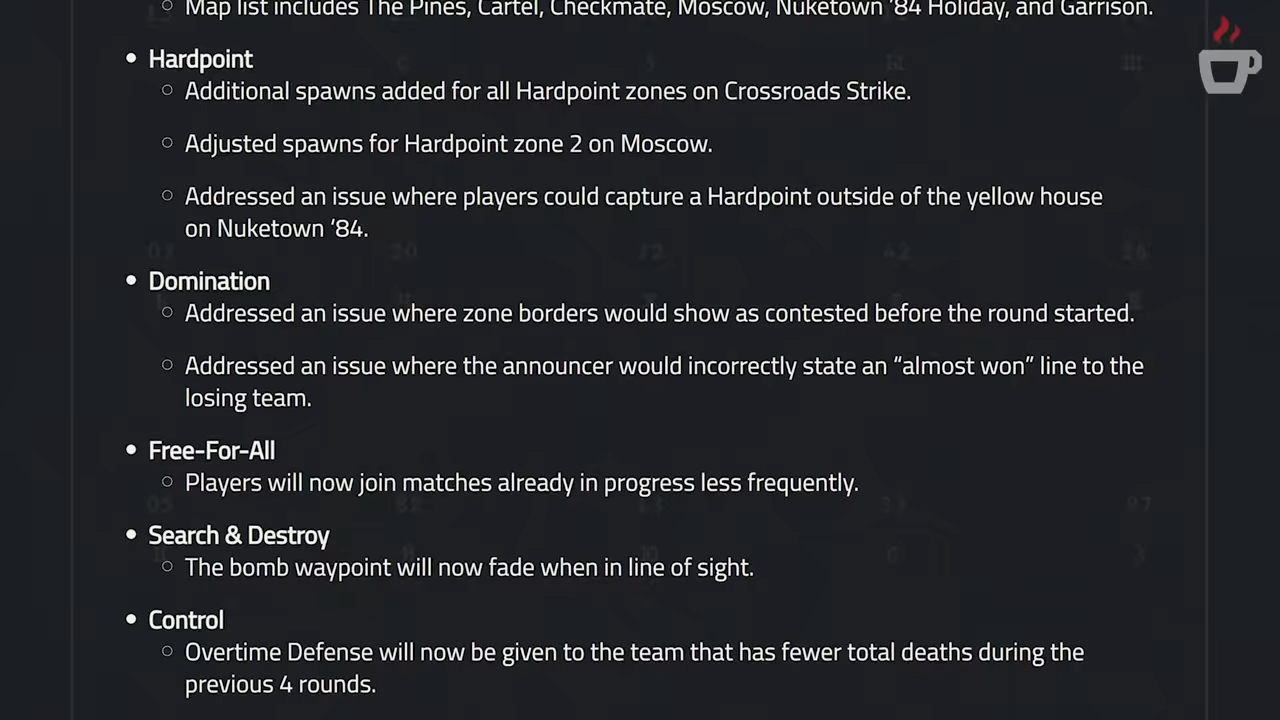 Map list includes The Pines, Cartel, Checkmate, Moscow, Nuketown ‘84 Holiday, and Garrison.
Hardpoint
Additional spawns added for all Hardpoint zones on Crossroads Strike.
Adjusted spawns for Hardpoint zone 2 on Moscow.
Addressed an issue where players could capture a Hardpoint outside of the yellow house
on Nuketown ‘84.
Domination
Addressed an issue where zone borders would show as contested before the round started.
Addressed an issue where the announcer would incorrectly state an “almost won” line to the
losing team.
Free-For-All
Players will now join matches already in progress less frequently.
Search & Destroy
The bomb waypoint will now fade when in line of sight.
Control
Overtime Defense will now be given to the team that has fewer total deaths during the
previous 4 rounds.